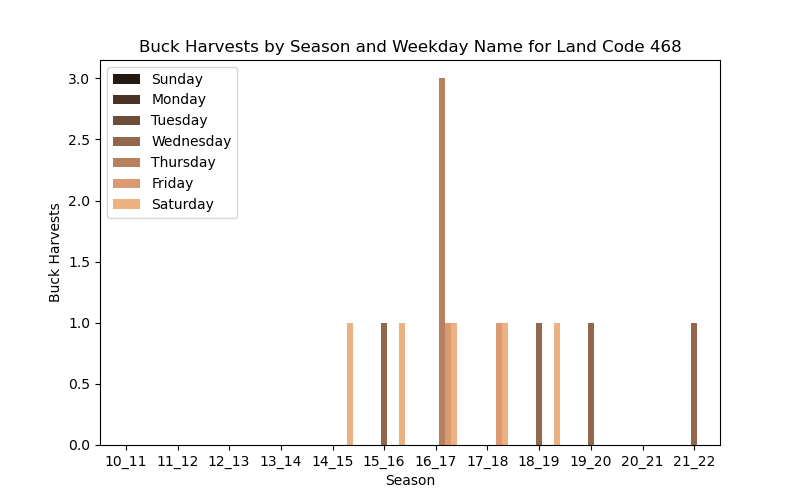 Buck Harvests by Season and Weekday Name for Land Code 468
Sunday
Monday
Tuesday
Wednesday
Thursday
Friday
Saturday
3.0
2.5
2.0
1.5
1.0
0.5
0.0
Buck Harvests
10_11 11_12 12_13 13_14 14_15 15_16 16_17 17_18 18_19 19_20 20_21 21_22
Season